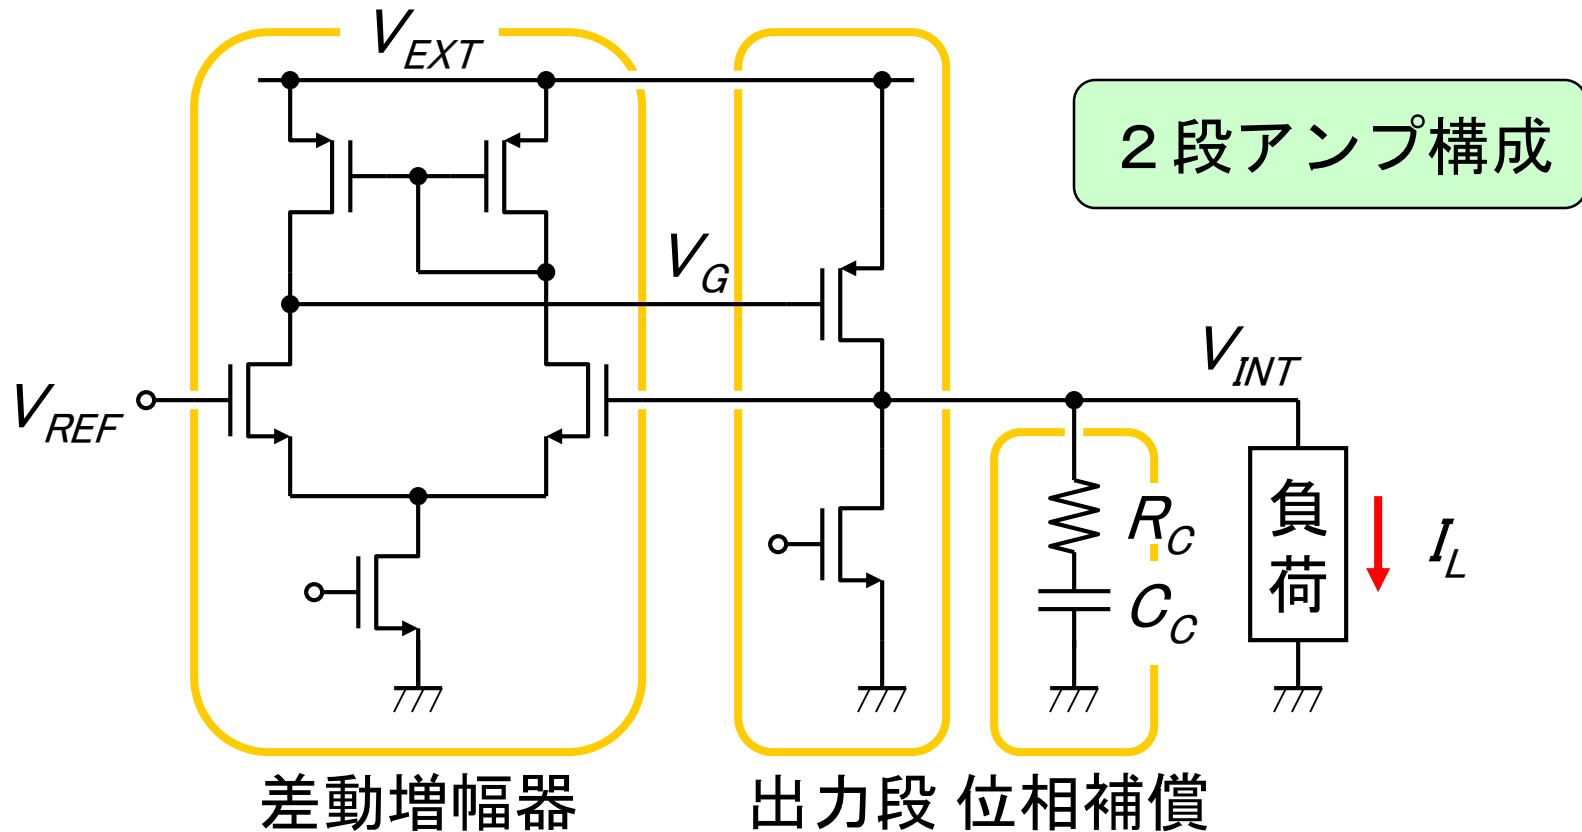 V_EXT
２段アンプ構成
V_G
V_INT
V_REF
R_C
負荷
I_L
C_C
差動増幅器
出力段
位相補償